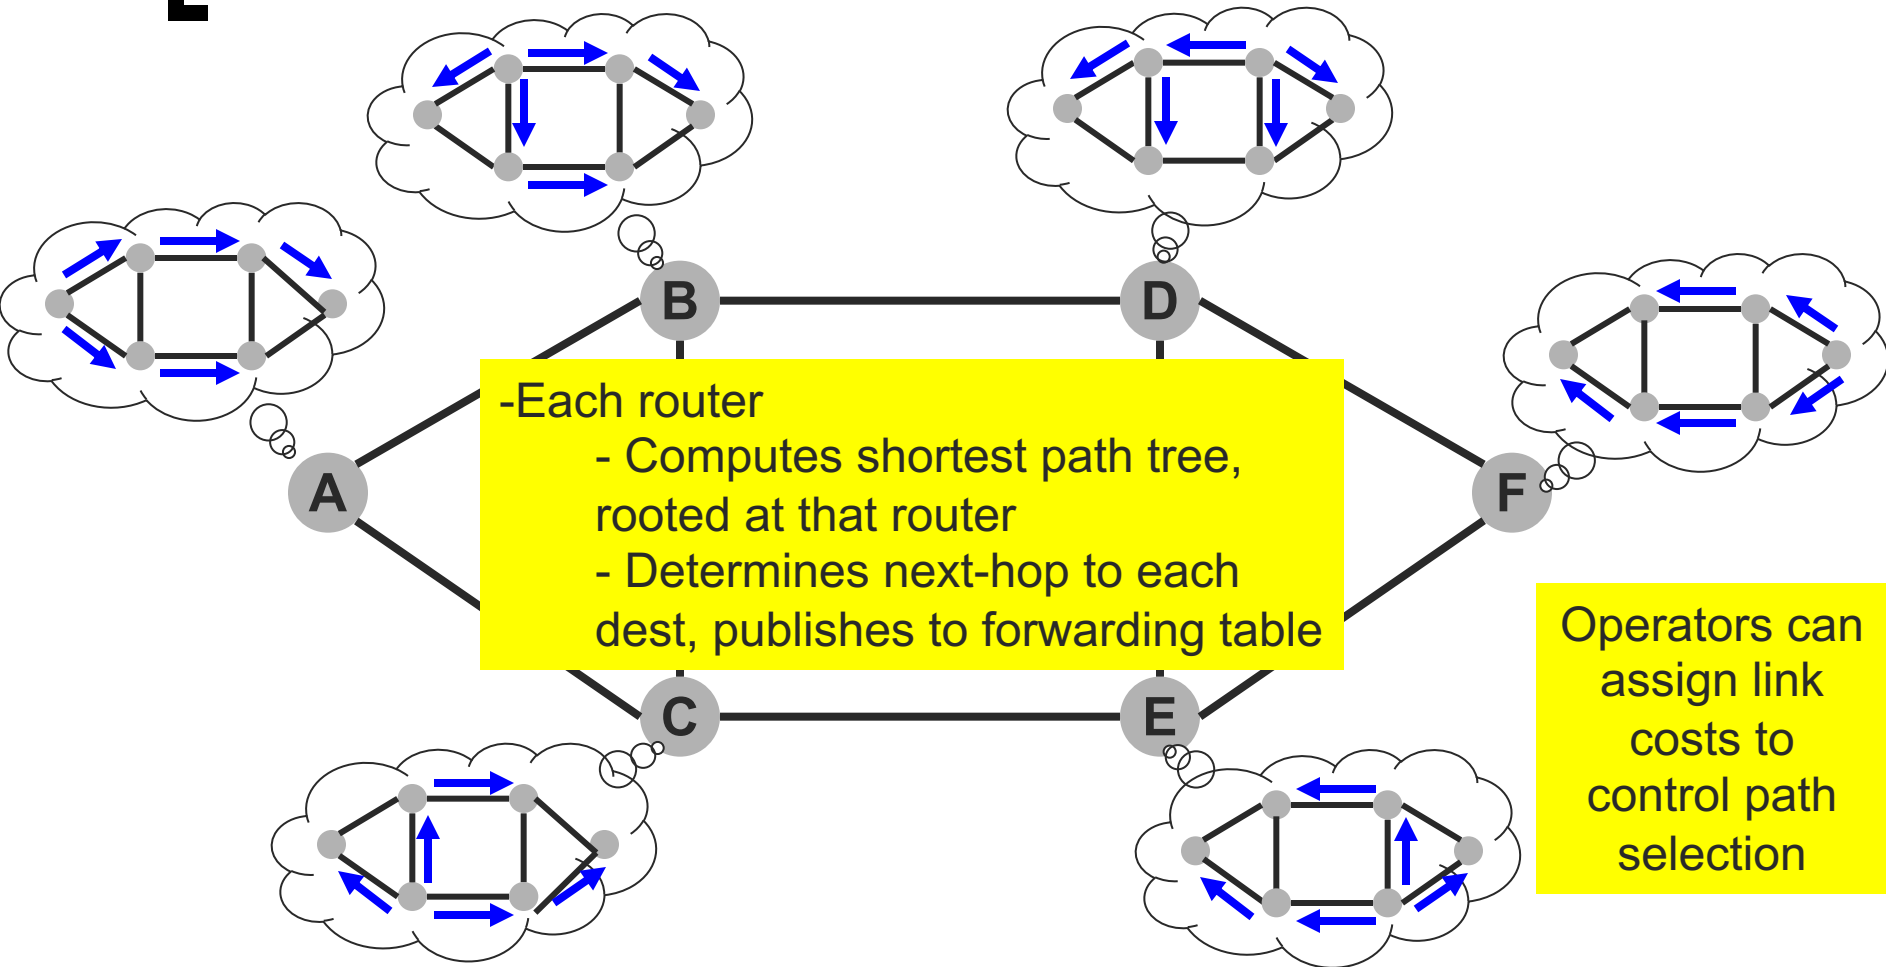 B
D
A
F
C
E
-Each router
- Computes shortest path tree,
rooted at that router
- Determines next-hop to each
dest, publishes to forwarding table
Operators can
assign link
costs to
control path
selection